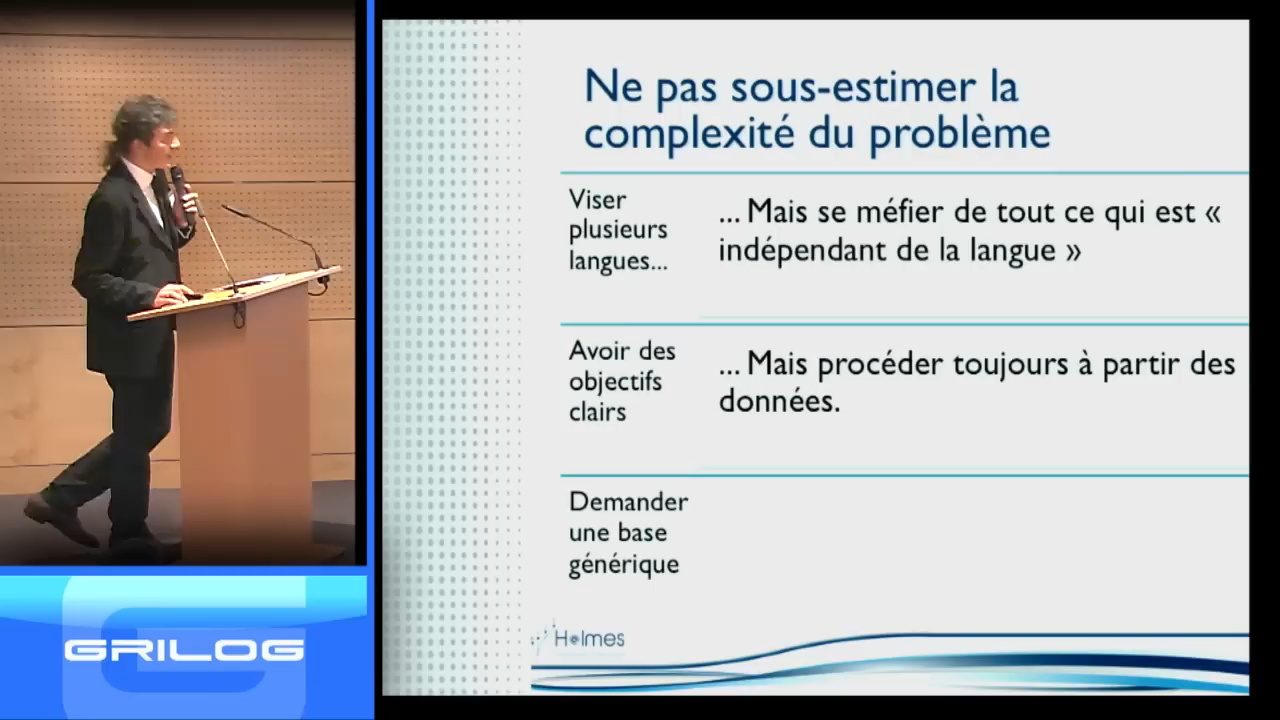 Ne pas sous-estimer la
complexité du problème
Viser
plusieurs
langues...
... Mais se méfier de tout ce qui est «
indépendant de la langue »
Avoir des
objectifs
clairs
... Mais procéder toujours à partir des
données.
Demander
une base
générique
Holmes
GRILOG